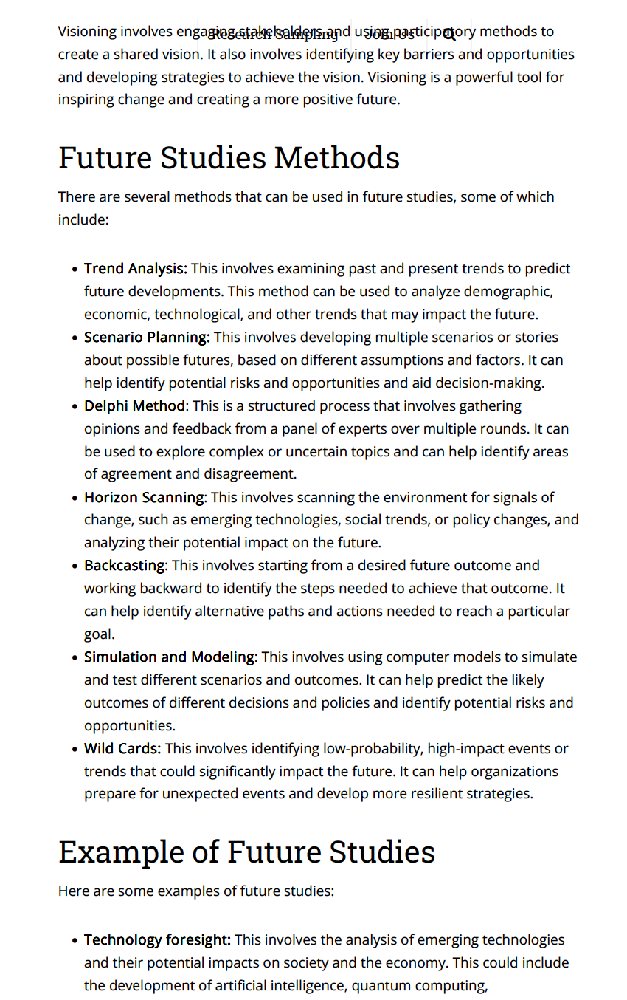 Research Sampling Join Us
Visioning involves engaging stakeholders and using participatory methods to
create a shared vision. It also involves identifying key barriers and opportunities
and developing strategies to achieve the vision. Visioning is a powerful tool for
inspiring change and creating a more positive future.
Future Studies Methods
There are several methods that can be used in future studies, some of which
include:
• Trend Analysis: This involves examining past and present trends to predict
future developments. This method can be used to analyze demographic,
economic, technological, and other trends that may impact the future.
• Scenario Planning: This involves developing multiple scenarios or stories
about possible futures, based on different assumptions and factors. It can
help identify potential risks and opportunities and aid decision-making.
• Delphi Method: This is a structured process that involves gathering
opinions and feedback from a panel of experts over multiple rounds. It can
be used to explore complex or uncertain topics and can help identify areas
of agreement and disagreement.
• Horizon Scanning: This involves scanning the environment for signals of
change, such as emerging technologies, social trends, or policy changes, and
analyzing their potential impact on the future.
• Backcasting: This involves starting from a desired future outcome and
working backward to identify the steps needed to achieve that outcome. It
can help identify alternative paths and actions needed to reach a particular
goal.
• Simulation and Modeling: This involves using computer models to simulate
and test different scenarios and outcomes. It can help predict the likely
outcomes of different decisions and policies and identify potential risks and
opportunities.
• Wild Cards: This involves identifying low-probability, high-impact events or
trends that could significantly impact the future. It can help organizations
prepare for unexpected events and develop more resilient strategies.
Example of Future Studies
Here are some examples of future studies:
• Technology foresight: This involves the analysis of emerging technologies
and their potential impacts on society and the economy. This could include
the development of artificial intelligence, quantum computing,